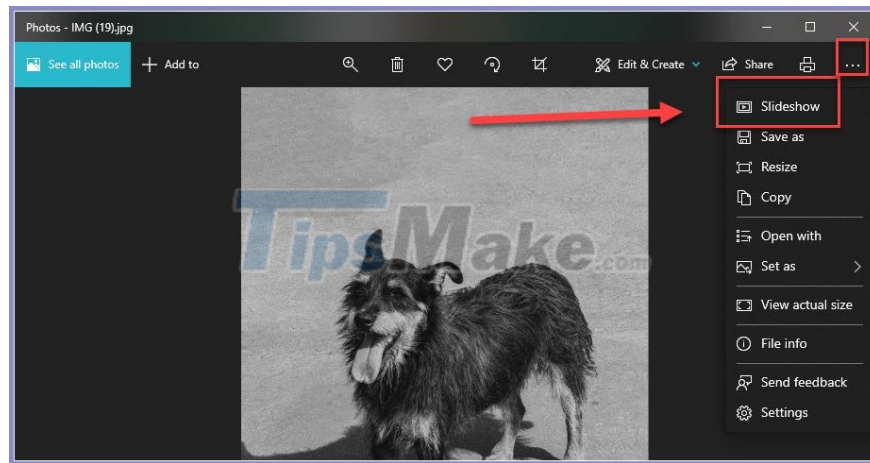 Photos - IMG (19).jpg
See all photos
Add to
Edit & Create
Share
Slideshow
Save as
Resize
Copy
Open with
Set as
View actual size
File info
Send feedback
Settings
TipsMake.com